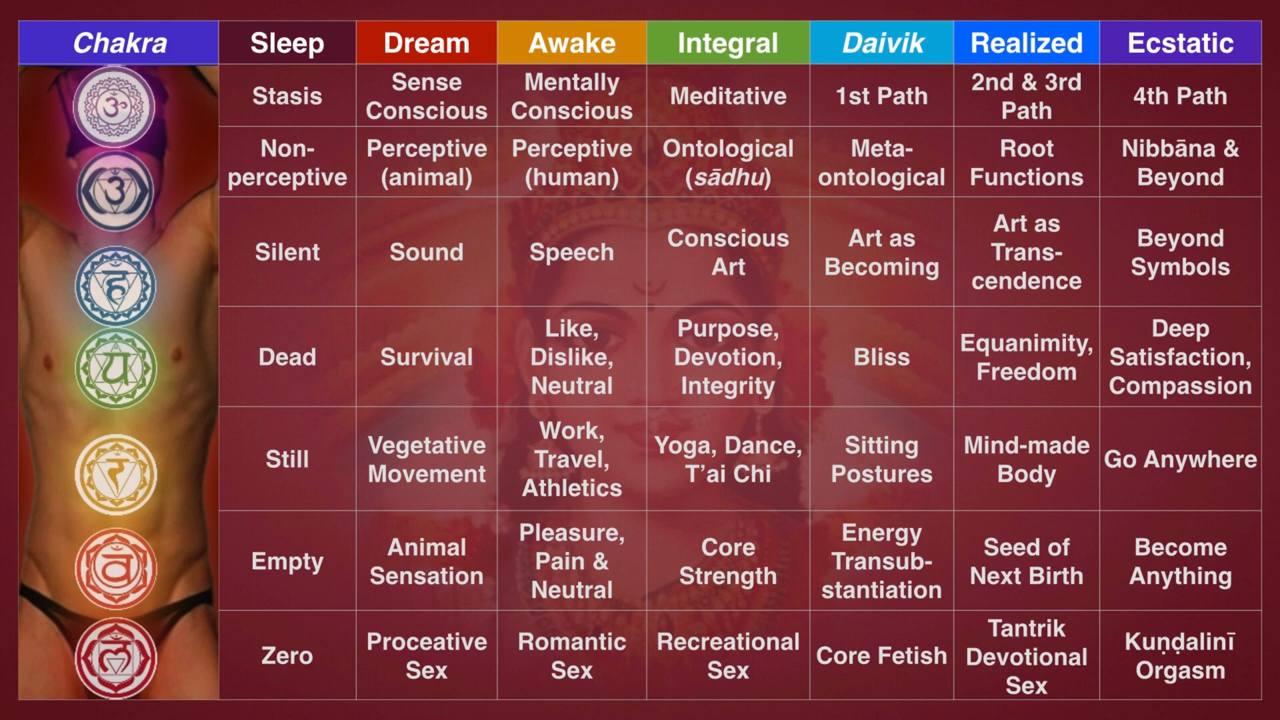 Chakra
Sleep
Dream
Awake
Integral
Daivik
Realized
Ecstatic
ॐ
Stasis
Sense
Conscious
Mentally
Conscious
Meditative
1st Path
2nd & 3rd
Path
4th Path
Non-
perceptive
Perceptive
(animal)
Perceptive
(human)
Ontological
(sādhu)
Meta-
ontological
Root
Functions
Nibbāna &
Beyond
हं
Silent
Sound
Speech
Conscious
Art
Art as
Becoming
Art as
Trans-
cendence
Beyond
Symbols
यं
Dead
Survival
Like,
Dislike,
Neutral
Purpose,
Devotion,
Integrity
Bliss
Equanimity,
Freedom
Deep
Satisfaction,
Compassion
रं
Still
Vegetative
Movement
Work,
Travel,
Athletics
Yoga, Dance,
T’ai Chi
Sitting
Postures
Mind-made
Body
Go Anywhere
वं
Empty
Animal
Sensation
Pleasure,
Pain &
Neutral
Core
Strength
Energy
Transub-
stantiation
Seed of
Next Birth
Become
Anything
लं
Zero
Proceative
Sex
Romantic
Sex
Recreational
Sex
Core Fetish
Tantrik
Devotional
Sex
Kuṇḍalinī
Orgasm